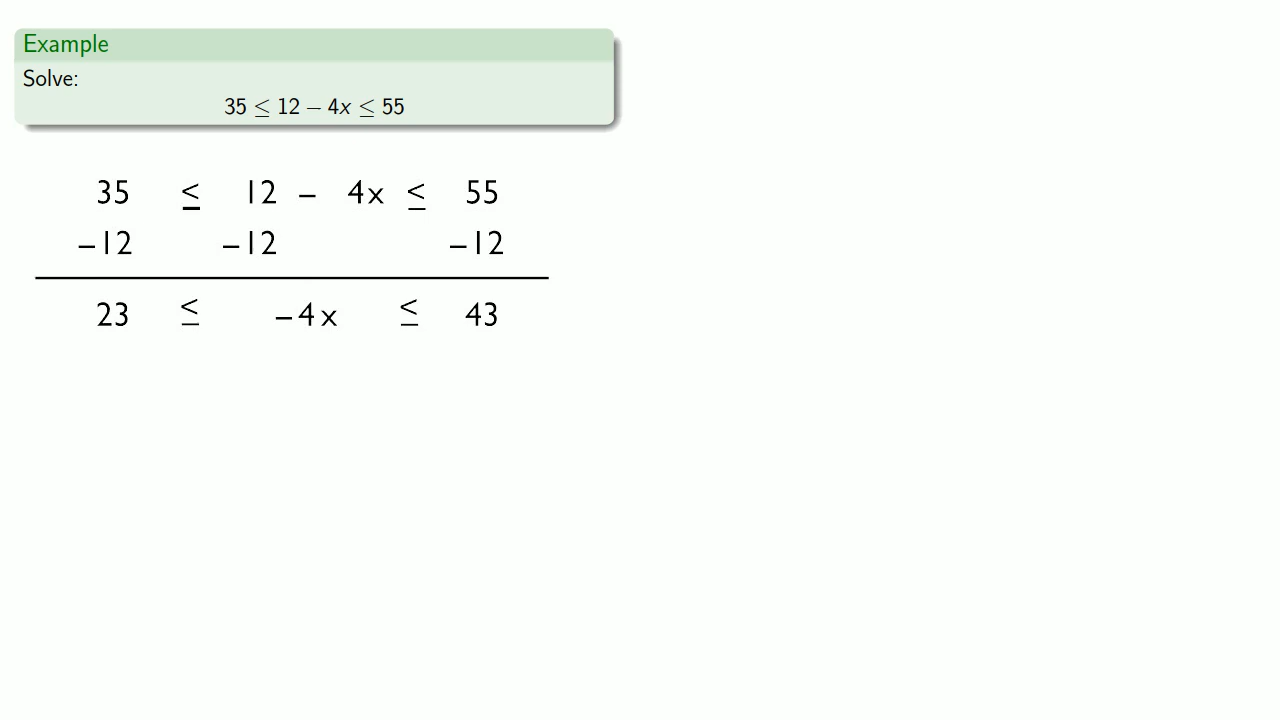 Example
Solve:
35 ≤ 12 − 4x ≤ 55
35 ≤ 12 − 4x ≤ 55
−12 −12 −12
23 ≤ −4x ≤ 43